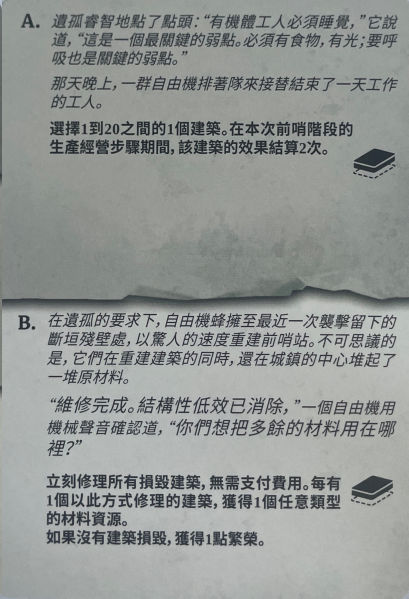 A. 遺孤睿智地點了點頭：“有機體工人必須睡覺，”它說
道，“這是一個最關鍵的弱點。必須有食物，有光；要呼
吸也是關鍵的弱點。”
那天晚上，一群自由機排著隊來接替結束了一天工作
的工人。
選擇1到20之間的1個建築。在本次前哨階段的
生產經營步驟期間，該建築的效果結算2次。
B. 在遺孤的要求下，自由機蜂擁至最近一次襲擊留下的
斷垣殘壁處，以驚人的速度重建前哨站。不可思議的
是，它們在重建建築的同時，還在城鎮的中心堆起了
一堆原材料。
“維修完成。結構性低效已消除，”一個自由機用
機械聲音確認道，“你們想把多餘的材料用在哪
裡？”
立刻修理所有損毀建築，無需支付費用。每有
1個以此方式修理的建築，獲得1個任意類型
的材料資源。
如果沒有建築損毀，獲得1點繁榮。